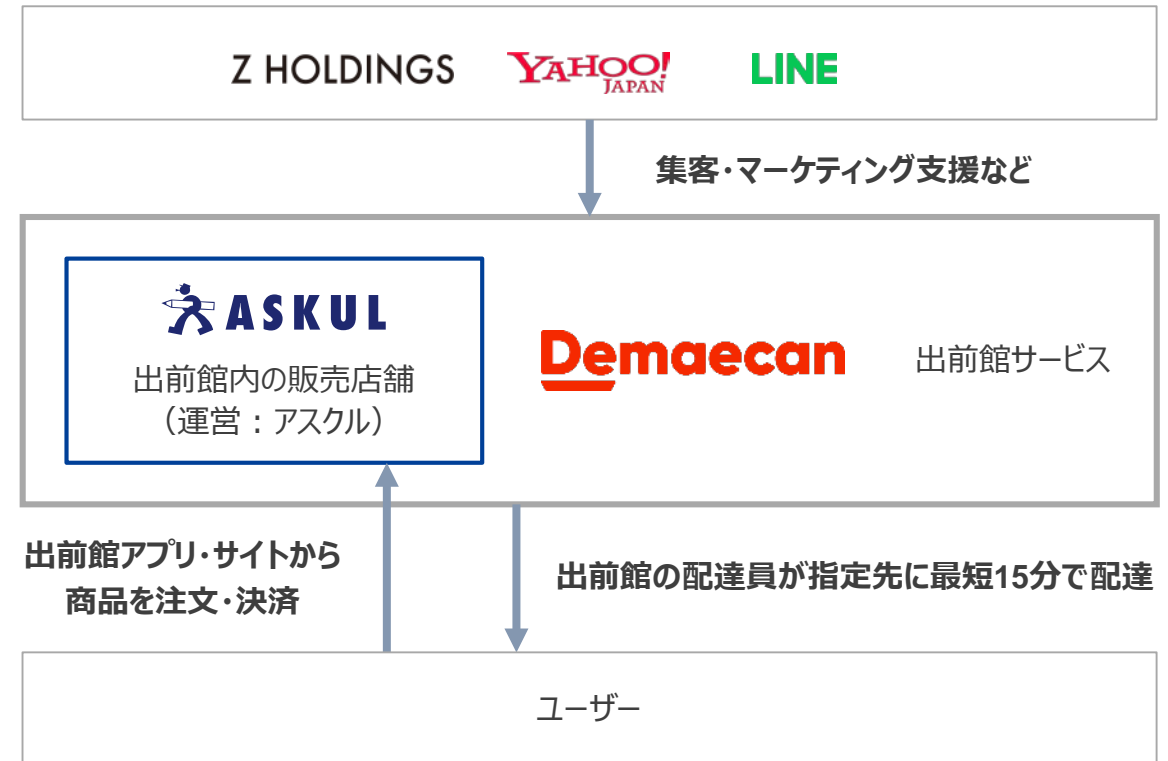 Z HOLDINGS YAHOO! JAPAN LINE
集客・マーケティング支援など
ASKUL
出前館内の販売店舗
（運営：アスクル）
Demaecan
出前館サービス
出前館アプリ・サイトから
商品を注文・決済
出前館の配達員が指定先に最短15分で配達
ユーザー